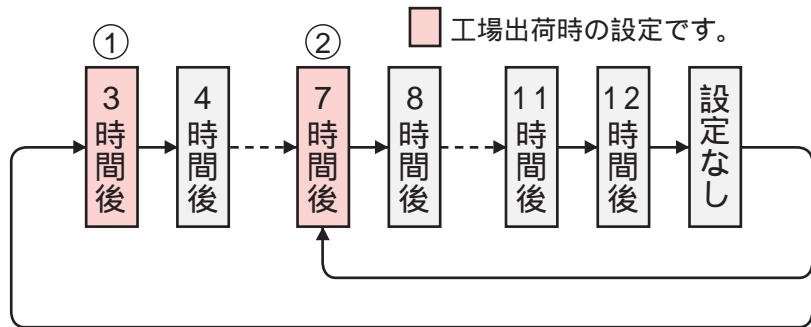 工場出荷時の設定です。
①
②
3時間後
4時間後
7時間後
8時間後
11時間後
12時間後
設定なし